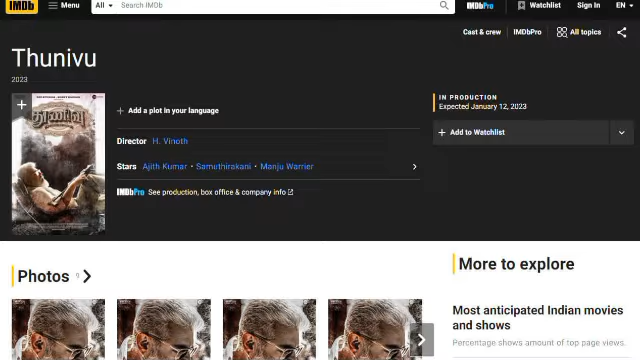 IMDb Menu All Search IMDb IMDbPro Watchlist Sign In EN
Cast & crew IMDbPro All topics
Thunivu
2023
துணிவு
+ Add a plot in your language
IN PRODUCTION
Expected January 12, 2023
+ Add to Watchlist
Director H. Vinoth
Stars Ajith Kumar · Samuthirakani · Manju Warrier
IMDbPro See production, box office & company info
Photos 9
More to explore
Most anticipated Indian movies
and shows
Percentage shows amount of top page views.